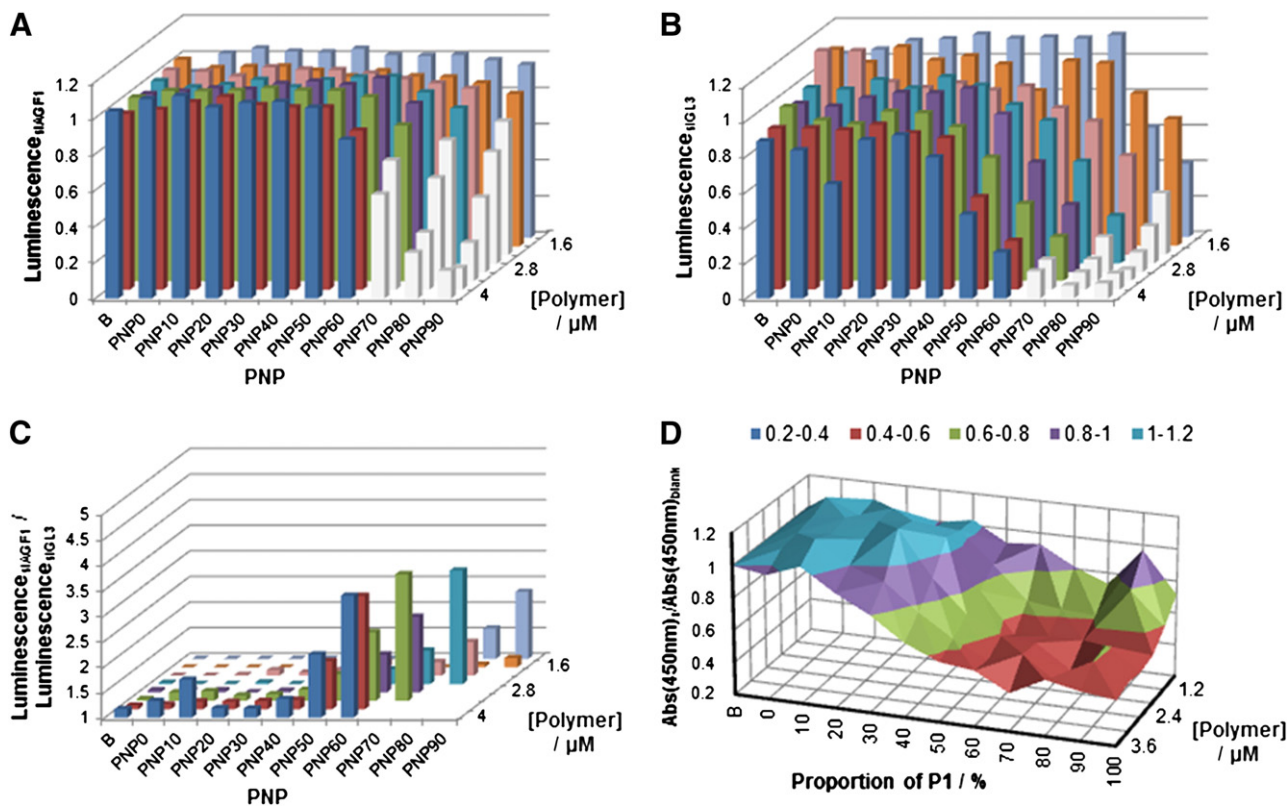 A
Luminescence₁IAGF1
1.2
1
0.8
0.6
0.4
0.2
0
B
PNP0
PNP10
PNP20
PNP30
PNP40
PNP50
PNP60
PNP70
PNP80
PNP90
PNP
4
2.8
1.6
[Polymer]
/ µM
B
1.2
1
0.8
0.6
0.4
0.2
0
B
PNP0
PNP10
PNP20
PNP30
PNP40
PNP50
PNP60
PNP70
PNP80
PNP90
PNP
4
2.8
1.6
[Polymer]
/ µM
C
5
4.5
4
3.5
3
2.5
2
1.5
1
B
PNP0
PNP10
PNP20
PNP30
PNP40
PNP50
PNP60
PNP70
PNP80
PNP90
PNP
4
2.8
1.6
[Polymer]
/ µM
D
0.2-0.4 0.4-0.6 0.6-0.8 0.8-1 1-1.2
Abs(450nm)₁/Abs(450nm)blank
1.2
1
0.8
0.6
0.4
0.2
B
0
10
20
30
40
50
60
70
80
90
100
Proportion of P1 / %
3.6
2.4
1.2
[Polymer]
/ µM